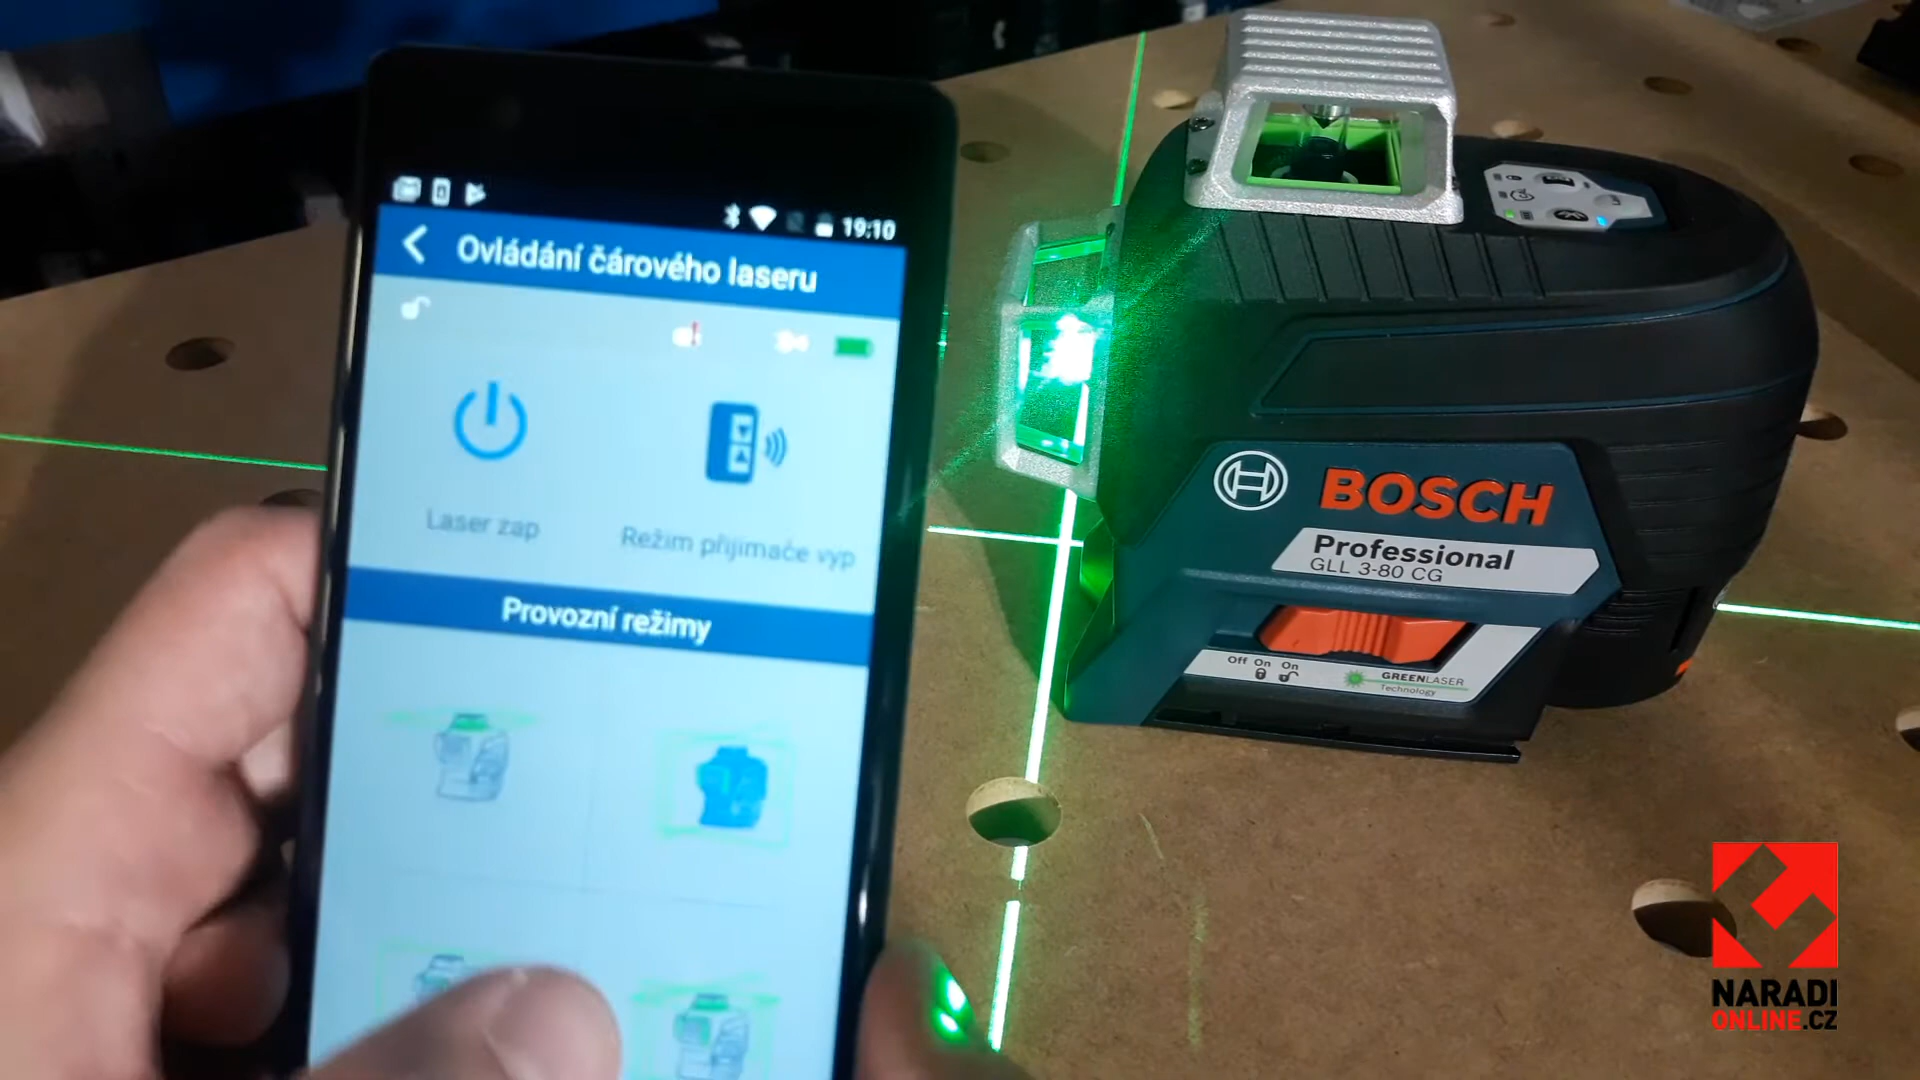 19:10
Ovládání čárového laseru
Laser zap
Režim přijímače vyp
Provozní režimy
BOSCH
Professional
GLL 3-80 CG
Off On On
GREENLASER
Technology
NARADI
ONLINE.CZ